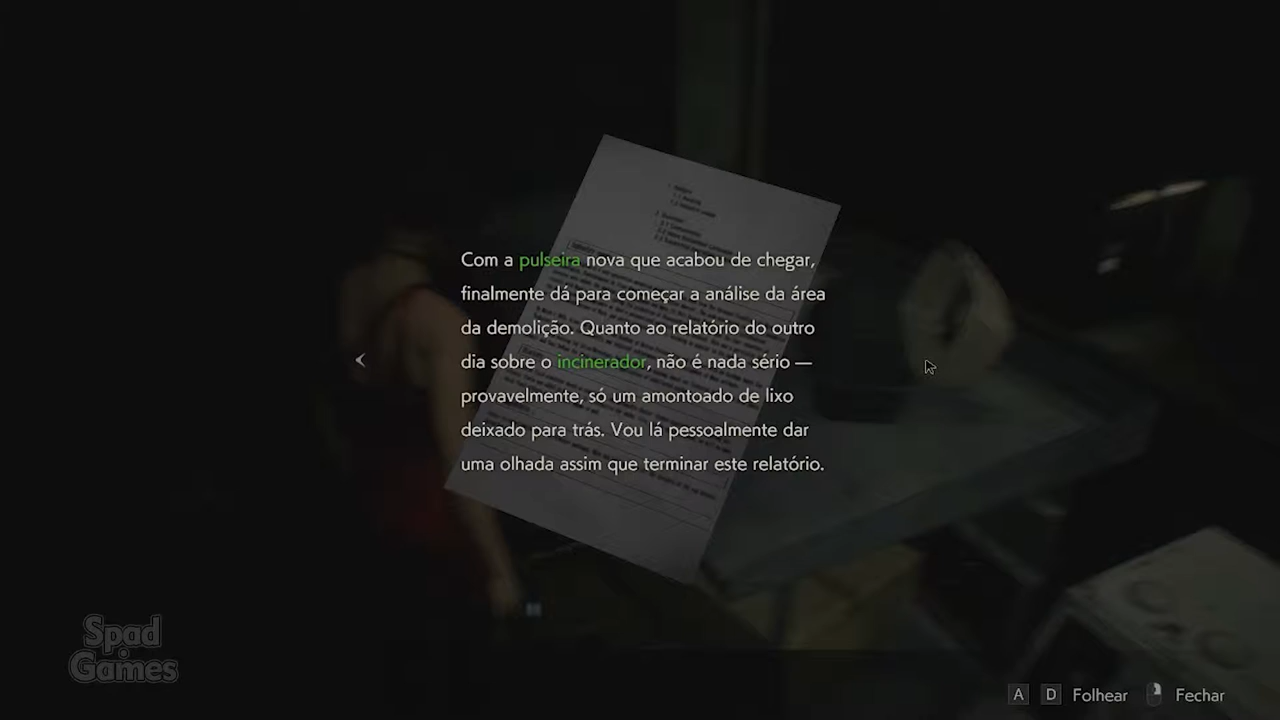 Com a pulseira nova que acabou de chegar,
finalmente dá para começar a análise da área
da demolição. Quanto ao relatório do outro
dia sobre o incinerador, não é nada sério —
provavelmente, só um amontoado de lixo
deixado para trás. Vou lá pessoalmente dar
uma olhada assim que terminar este relatório.
Spad
Games
A D Folhear Fechar